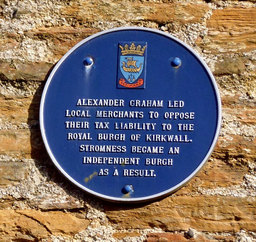 ALEXANDER GRAHAM LED
LOCAL MERCHANTS TO OPPOSE
THEIR TAX LIABILITY TO THE
ROYAL BURGH OF KIRKWALL.
STROMNESS BECAME AN
INDEPENDENT BURGH
AS A RESULT.